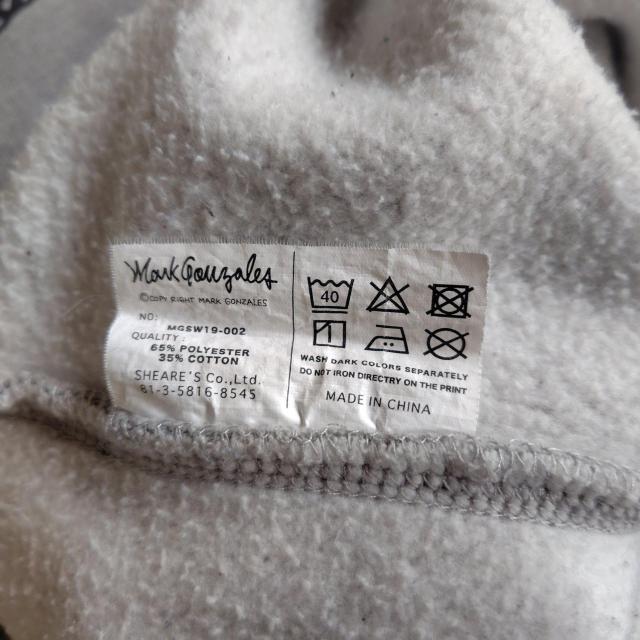 Mark Gonzales
©COPY RIGHT MARK GONZALES
NO:
MGSW19-002
QUALITY:
65% POLYESTER
35% COTTON
SHEARE'S Co.,Ltd.
81-3-5816-8545
40
WASH DARK COLORS SEPARATELY
DO NOT IRON DIRECTLY ON THE PRINT
MADE IN CHINA